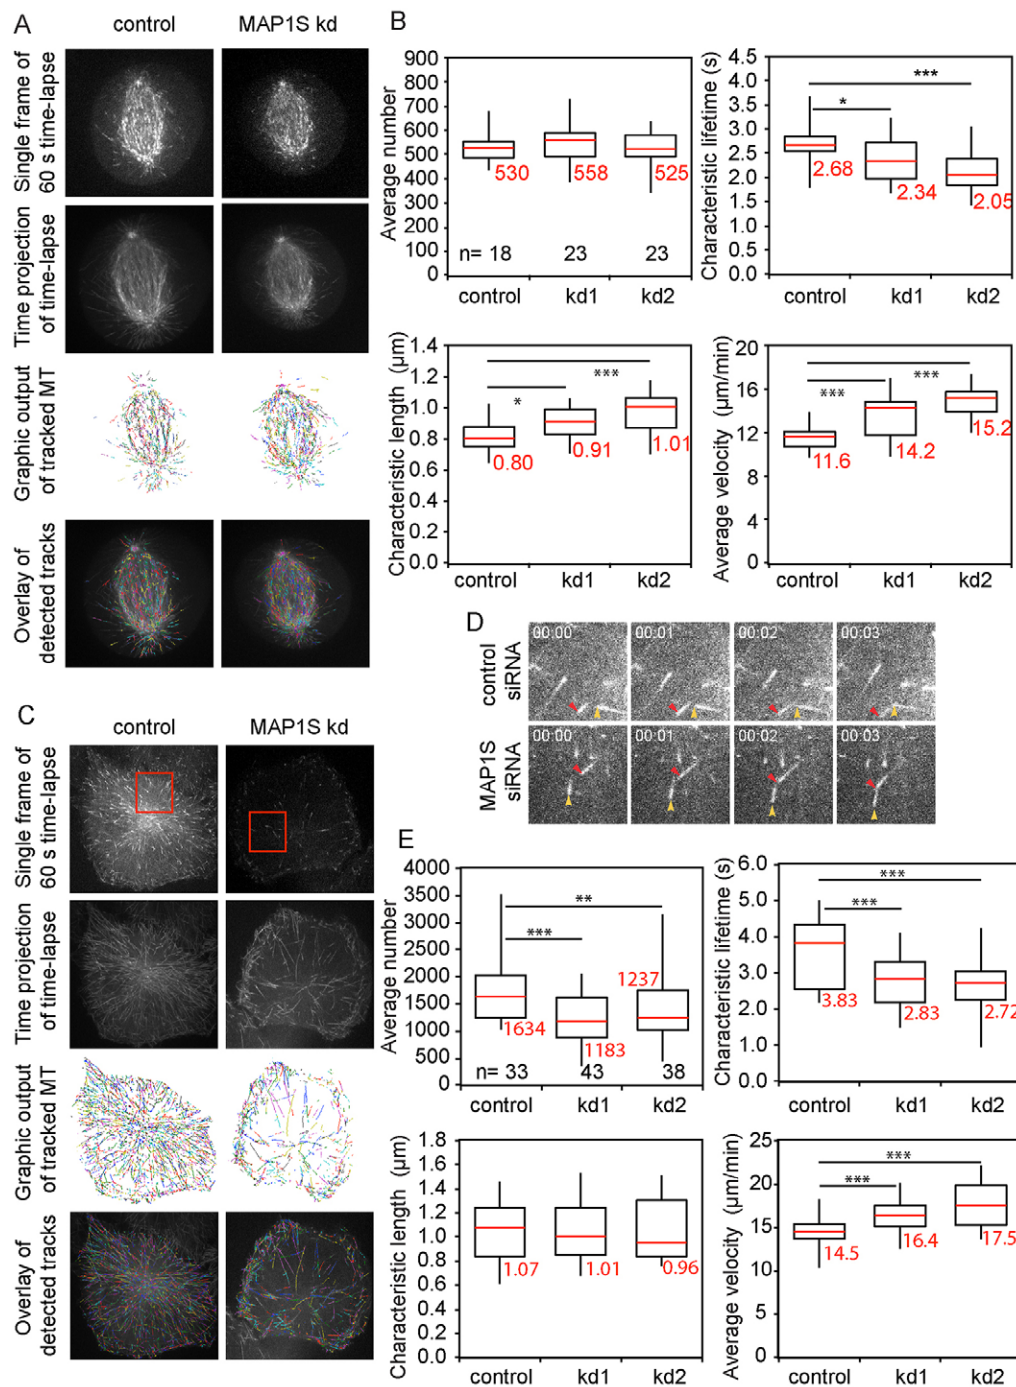 A
control
MAP1S kd
Single frame of
60 s time-lapse
Time projection
of time-lapse
Graphic output
of tracked MT
Overlay of
detected tracks
B
Average number
900
800
700
600
500
400
300
200
100
0
530
558
525
n= 18
23
23
control
kd1
kd2
Characteristic lifetime (s)
4.5
4.0
3.5
3.0
2.5
2.0
1.5
1.0
0.5
0.0
***
*
2.68
2.34
2.05
control
kd1
kd2
Characteristic length (µm)
1.4
1.2
1.0
0.8
0.6
0.4
0.2
0.0
***
*
0.80
0.91
1.01
control
kd1
kd2
Average velocity (µm/min)
20
16
12
8
4
0
***
***
11.6
14.2
15.2
control
kd1
kd2
C
control
MAP1S kd
Single frame of
60 s time-lapse
Time projection
of time-lapse
Graphic output
of tracked MT
Overlay of
detected tracks
D
control
siRNA
00:00
00:01
00:02
00:03
MAP1S
siRNA
00:00
00:01
00:02
00:03
E
Average number
4000
3500
3000
2500
2000
1500
1000
500
0
**
***
1634
1183
1237
n= 33
43
38
control
kd1
kd2
Characteristic lifetime (s)
6.0
5.0
4.0
3.0
2.0
1.0
0.0
***
***
3.83
2.83
2.72
control
kd1
kd2
Characteristic length (µm)
1.8
1.6
1.4
1.2
1.0
0.8
0.6
0.4
0.2
0.0
1.07
1.01
0.96
control
kd1
kd2
Average velocity (µm/min)
25
20
15
10
5
0
***
***
14.5
16.4
17.5
control
kd1
kd2